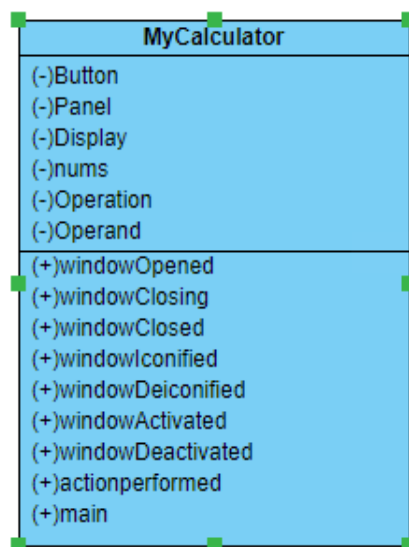 MyCalculator
(-)Button
(-)Panel
(-)Display
(-)nums
(-)Operation
(-)Operand
(+)windowOpened
(+)windowClosing
(+)windowClosed
(+)windowIconified
(+)windowDeiconified
(+)windowActivated
(+)windowDeactivated
(+)actionperformed
(+)main